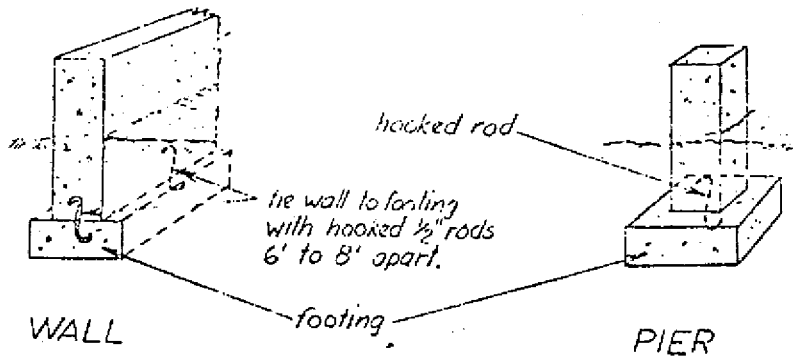 hooked rod
tie wall to footing
with hooked ½" rods
6' to 8' apart.
footing
WALL
PIER